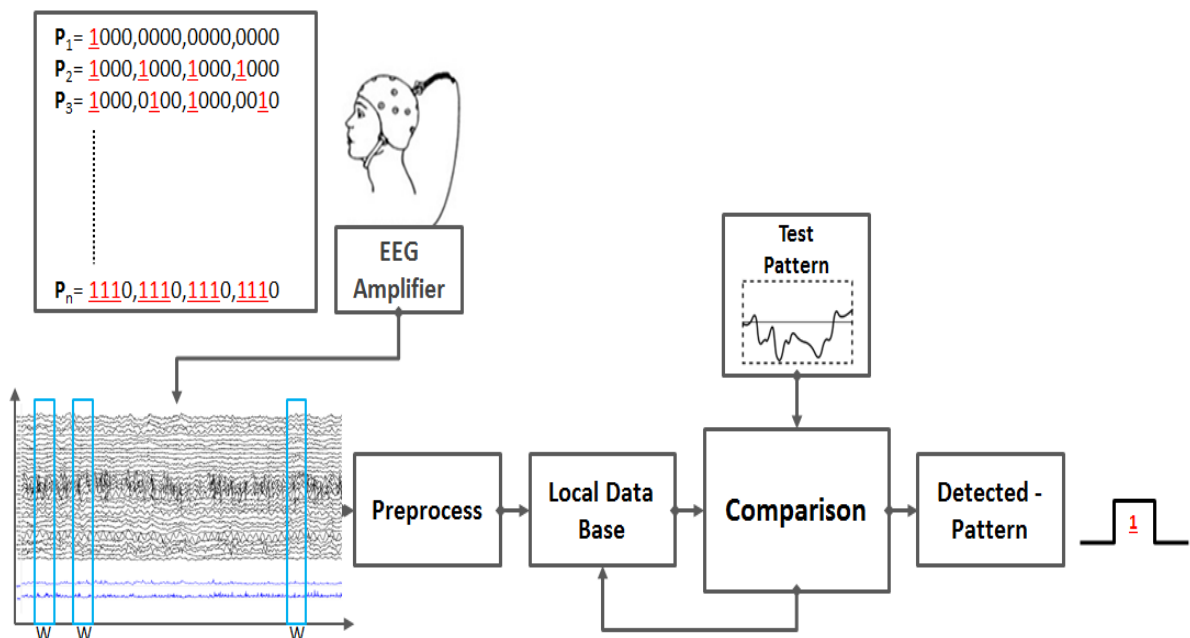 P1= 1000,0000,0000,0000
P2= 1000,1000,1000,1000
P3= 1000,0100,1000,0010
Pn= 1110,1110,1110,1110
EEG
Amplifier
Test
Pattern
Preprocess
Local Data
Base
Comparison
Detected -
Pattern
1
W
W
W